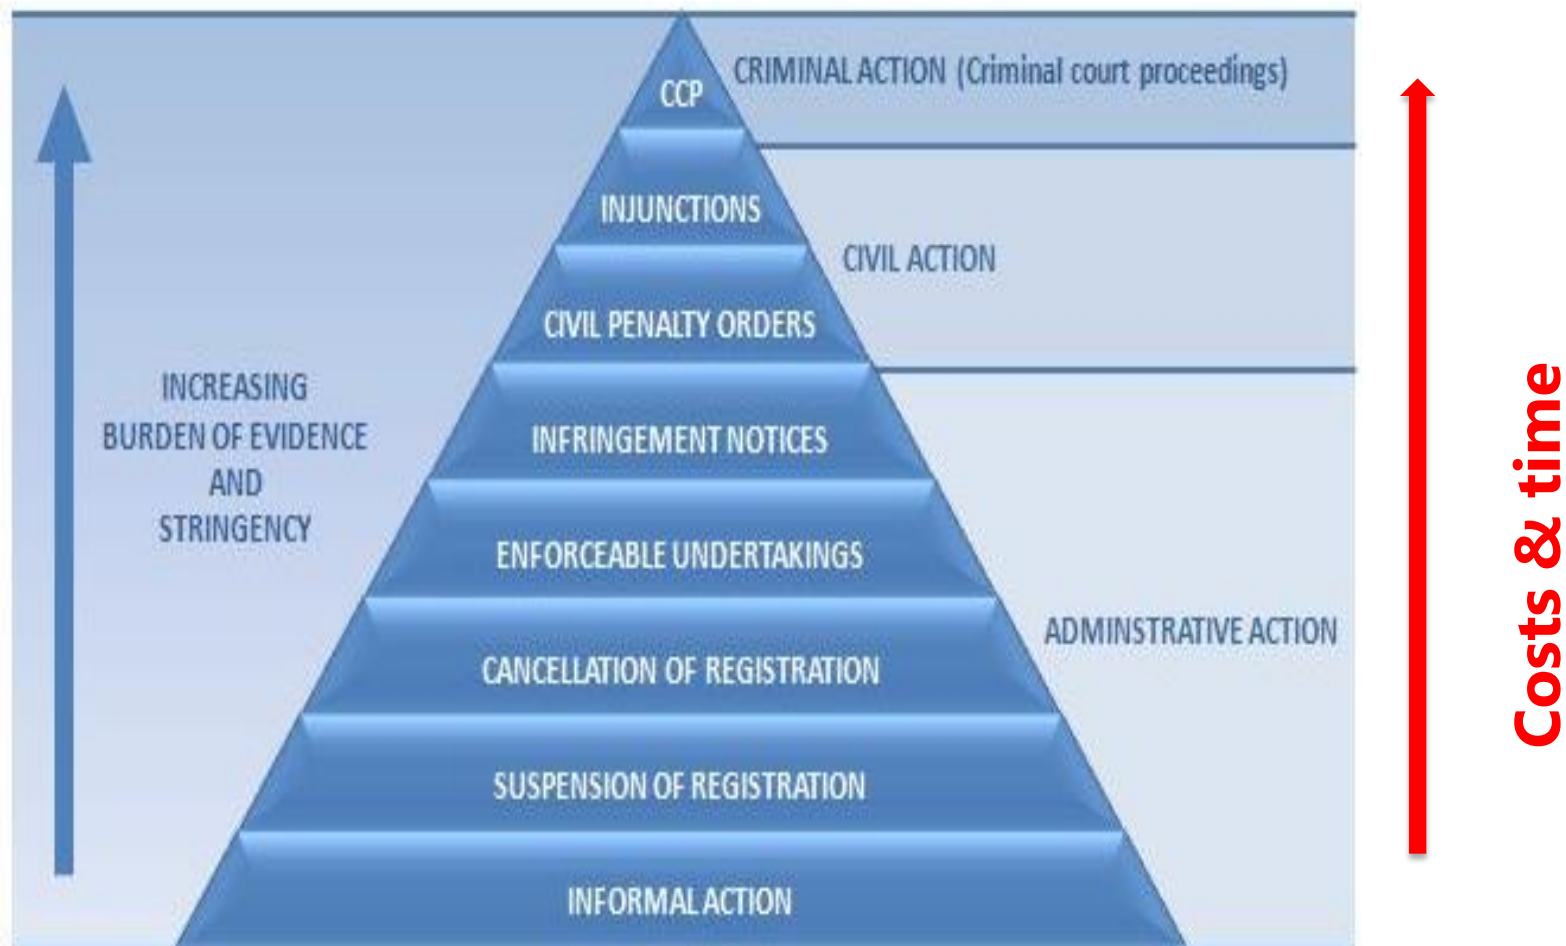 CRIMINAL ACTION (Criminal court proceedings)
CCP
INJUNCTIONS
CIVIL ACTION
CIVIL PENALTY ORDERS
INCREASING
BURDEN OF EVIDENCE
AND
STRINGENCY
INFRINGEMENT NOTICES
ENFORCEABLE UNDERTAKINGS
ADMINSTRATIVE ACTION
CANCELLATION OF REGISTRATION
SUSPENSION OF REGISTRATION
INFORMAL ACTION
Costs & time